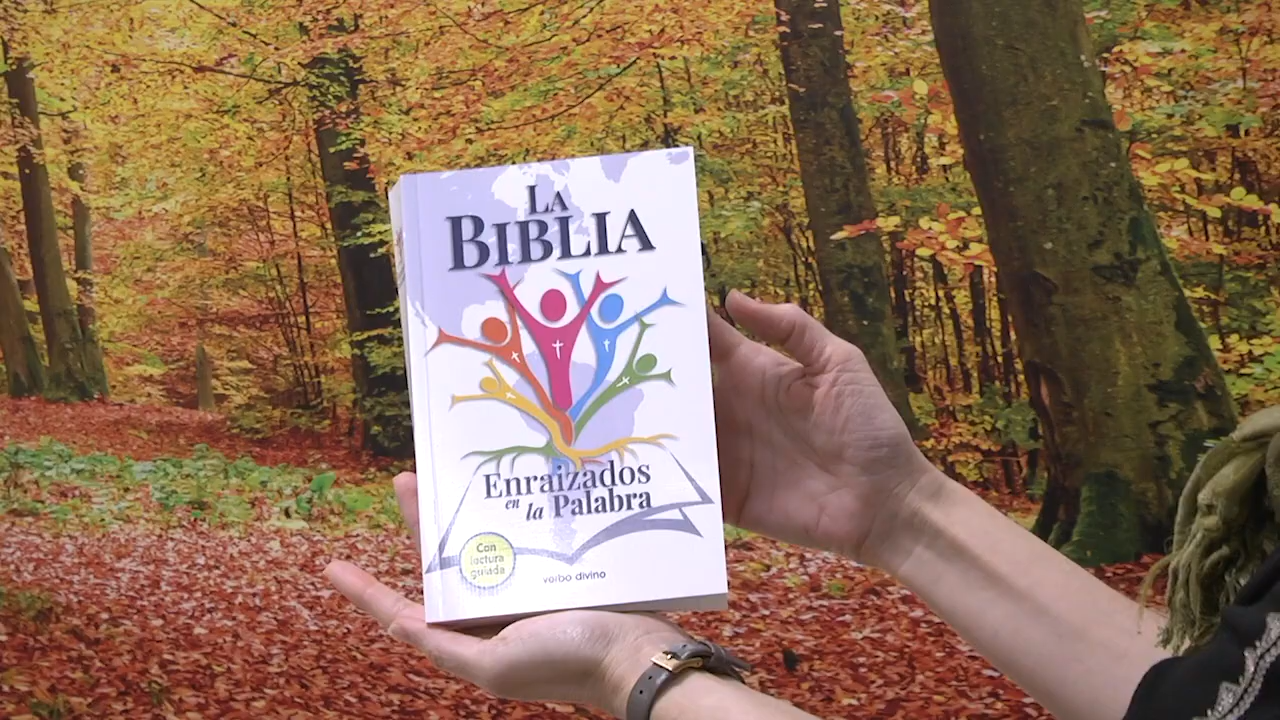 LA
BIBLIA
Enraizados
en la Palabra
Con
lectura
guiada
verbo divino